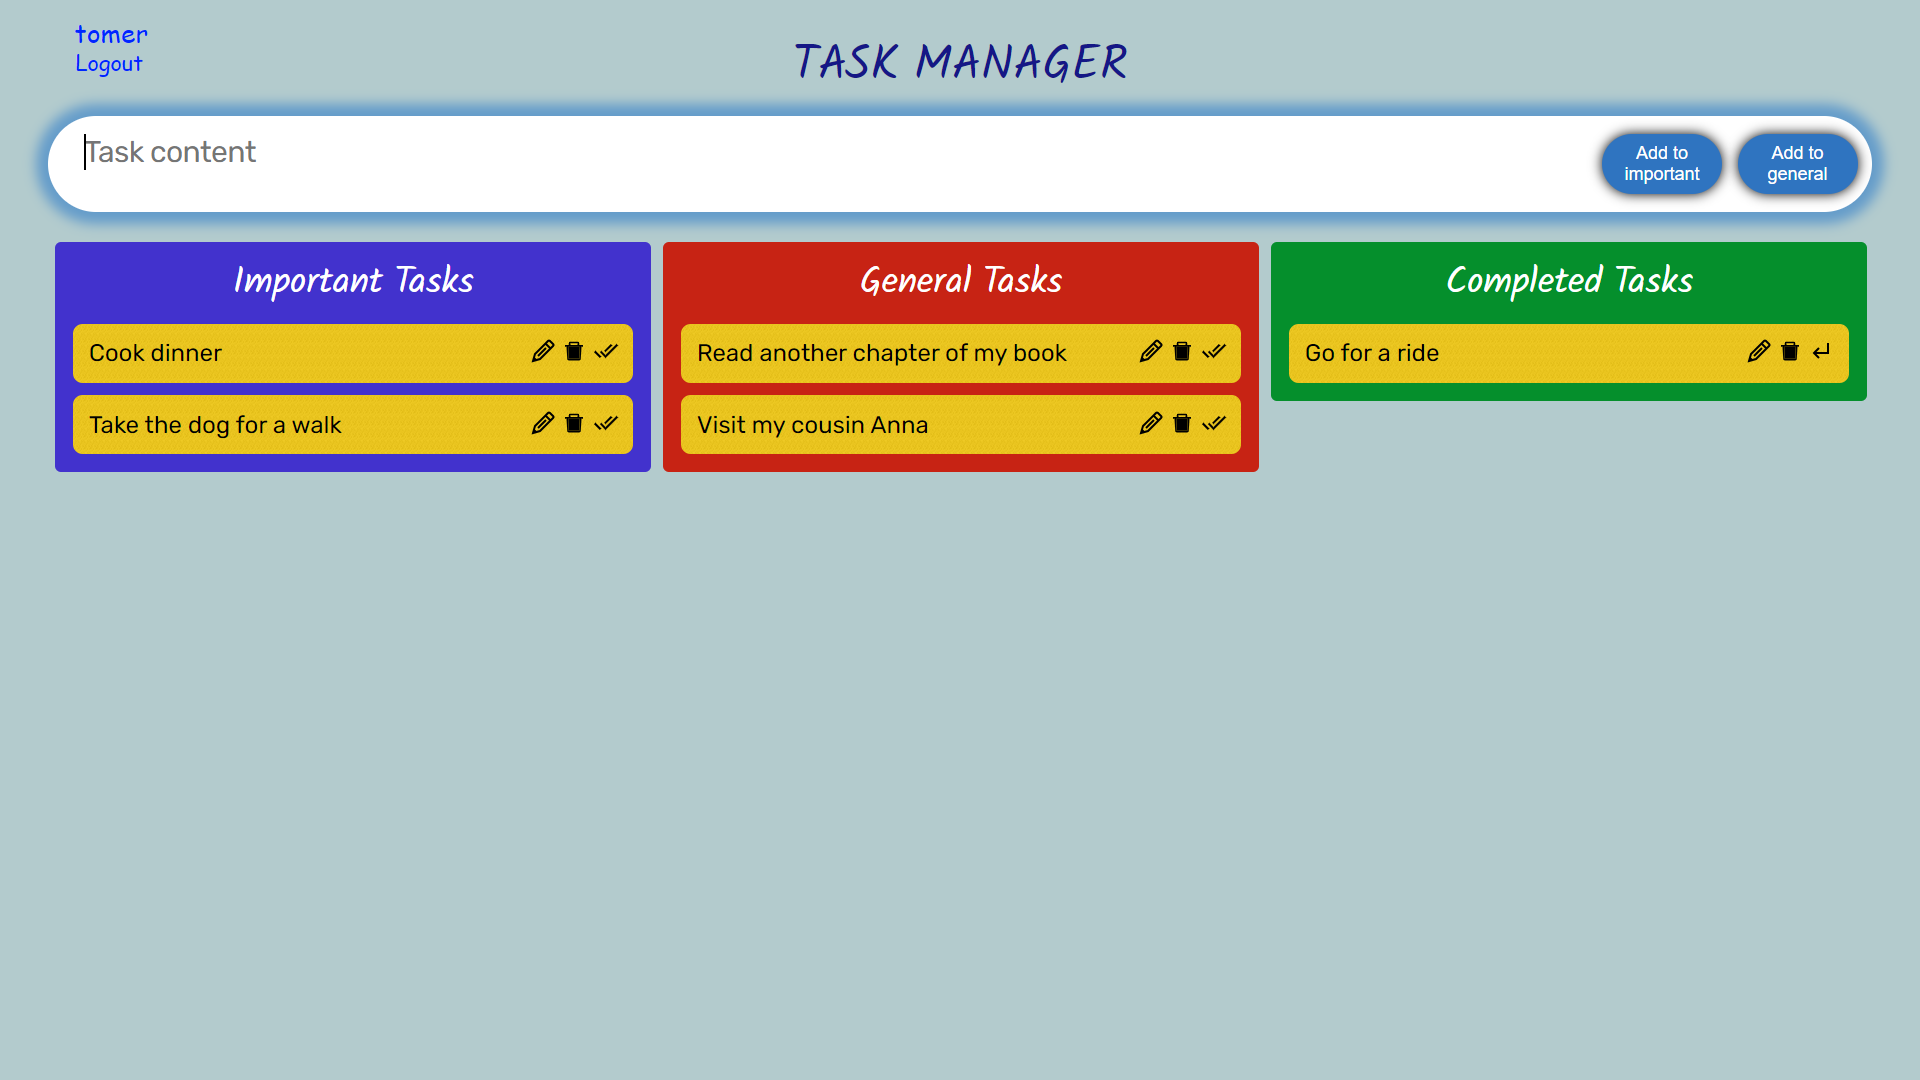 tomer
Logout
TASK MANAGER
Task content
Add to
important
Add to
general
Important Tasks
Cook dinner
Take the dog for a walk
General Tasks
Read another chapter of my book
Visit my cousin Anna
Completed Tasks
Go for a ride